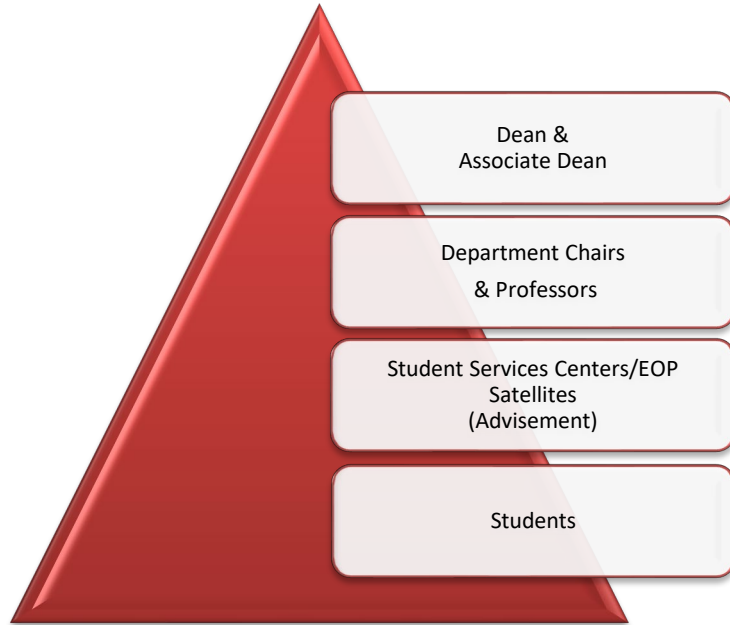 Dean &
Associate Dean
Department Chairs
& Professors
Student Services Centers/EOP
Satellites
(Advisement)
Students